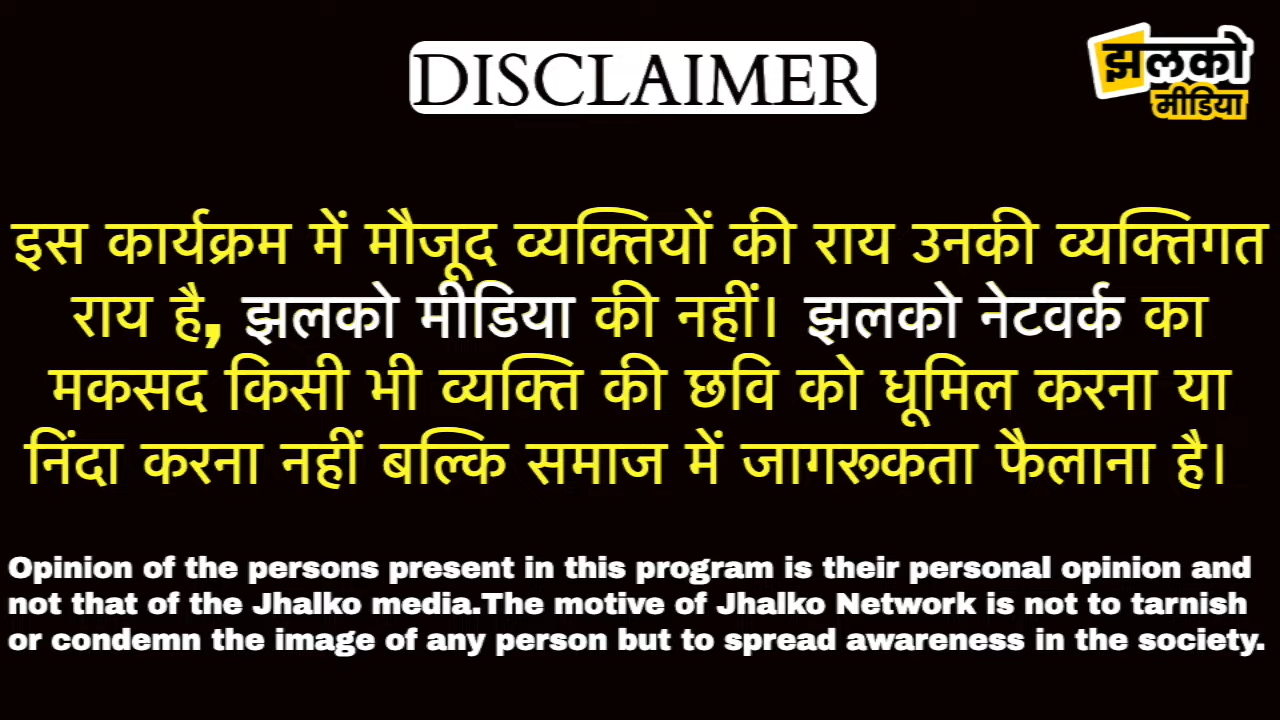 DISCLAIMER
झलको
मीडिया
इस कार्यक्रम में मौजूद व्यक्तियों की राय उनकी व्यक्तिगत
राय है, झलको मीडिया की नहीं। झलको नेटवर्क का
मकसद किसी भी व्यक्ति की छवि को धूमिल करना या
निंदा करना नहीं बल्कि समाज में जागरूकता फैलाना है।
Opinion of the persons present in this program is their personal opinion and
not that of the Jhalko media.The motive of Jhalko Network is not to tarnish
or condemn the image of any person but to spread awareness in the society.